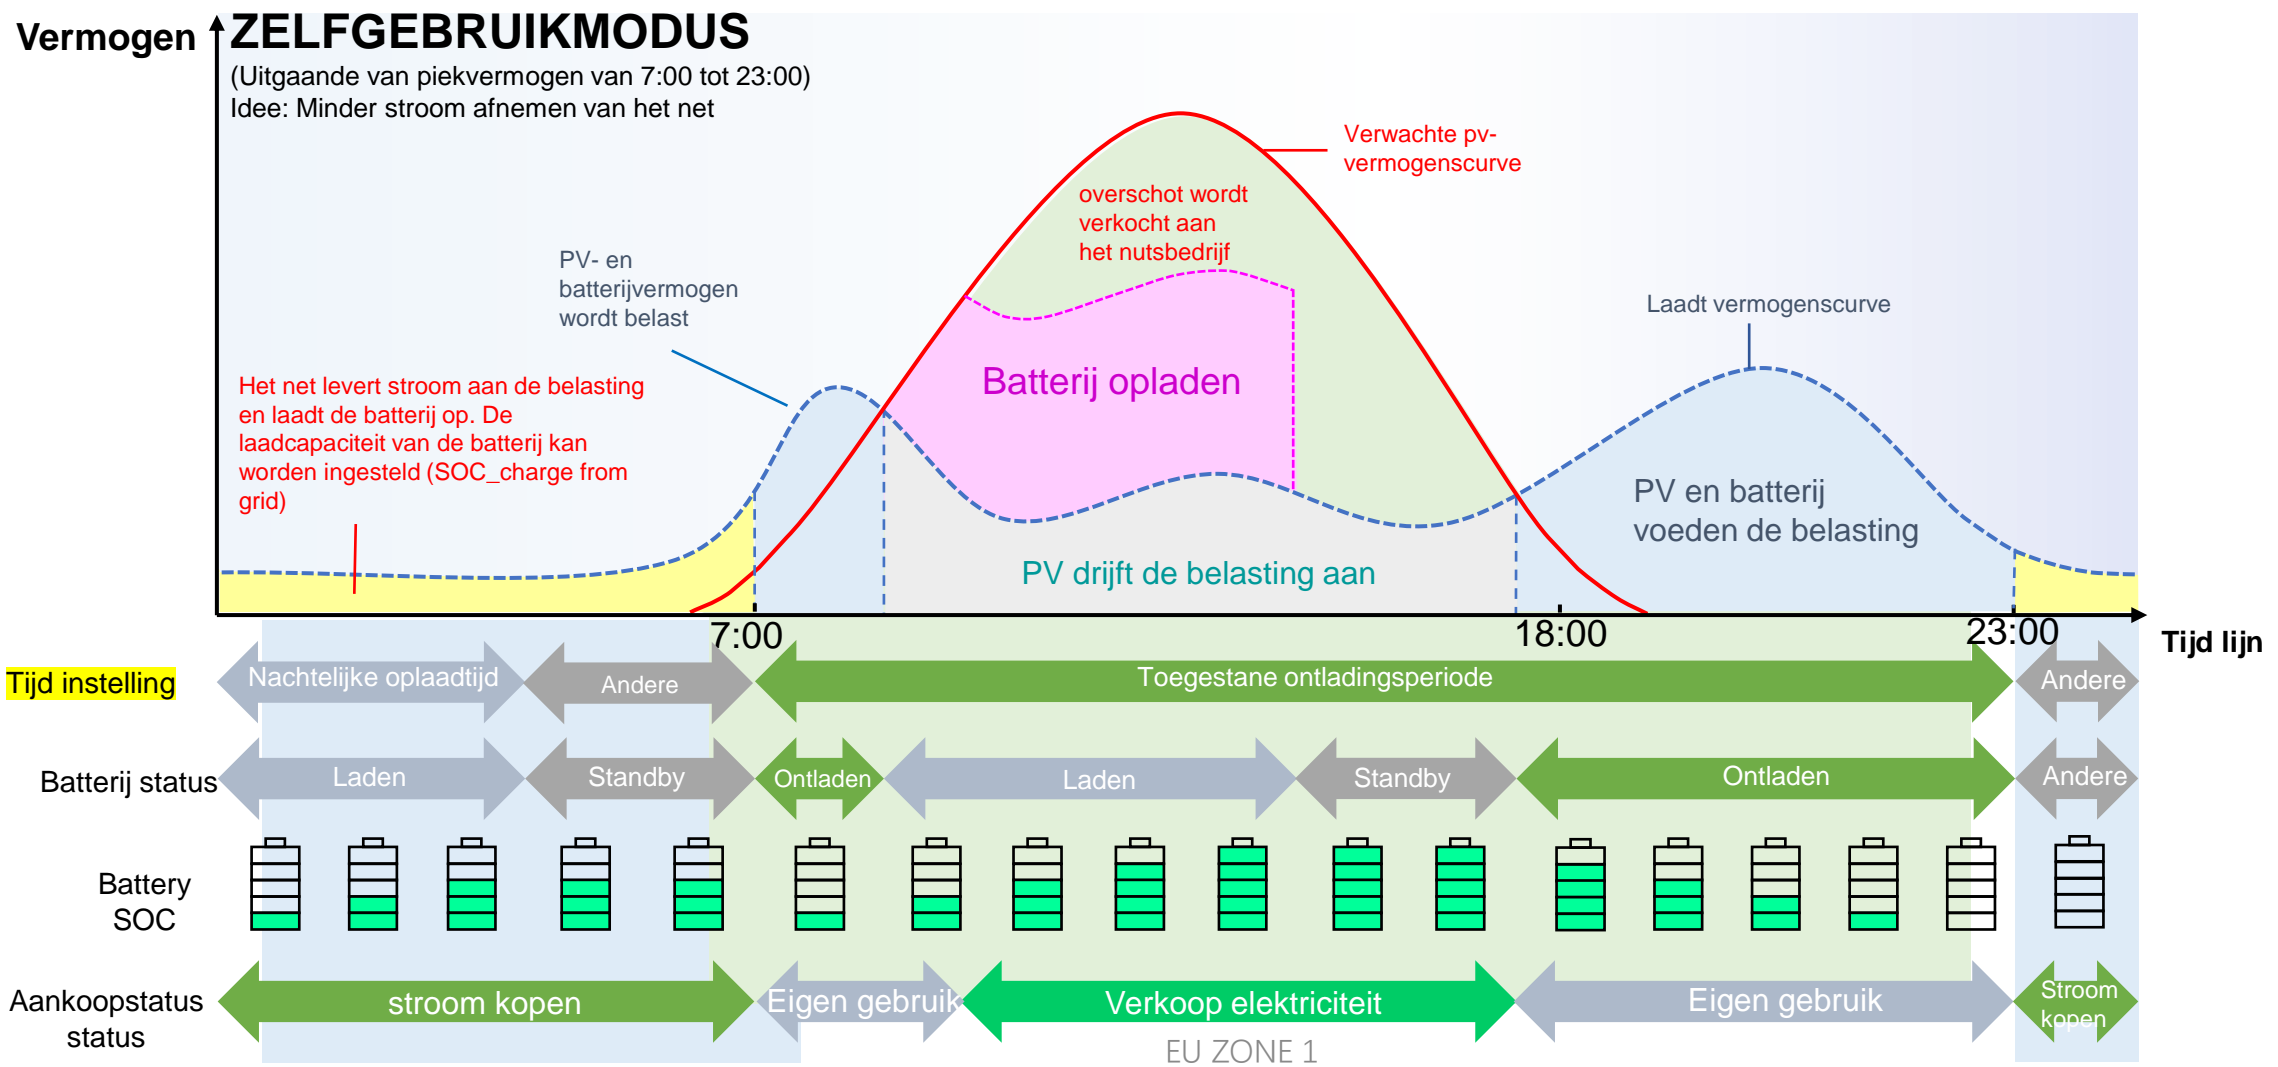 Vermogen
ZELFGEBRUIKMODUS
(Uitgaande van piekvermogen van 7:00 tot 23:00)
Idee: Minder stroom afnemen van het net
Verwachte pv-
vermogenscurve
overschot wordt
verkocht aan
het nutsbedrijf
PV- en
batterijvermogen
wordt belast
Laadt vermogenscurve
Het net levert stroom aan de belasting
en laadt de batterij op. De
laadcapaciteit van de batterij kan
worden ingesteld (SOC_charge from
grid)
Batterij opladen
PV en batterij
voeden de belasting
PV drijft de belasting aan
7:00
18:00
23:00
Tijd lijn
Tijd instelling
Nachtelijke oplaadtijd
Andere
Toegestane ontladingsperiode
Andere
Batterij status
Laden
Standby
Ontladen
Laden
Standby
Ontladen
Andere
Battery
SOC
Aankoopstatus
status
stroom kopen
Eigen gebruik
Verkoop elektriciteit
Eigen gebruik
Stroom
kopen
EU ZONE 1